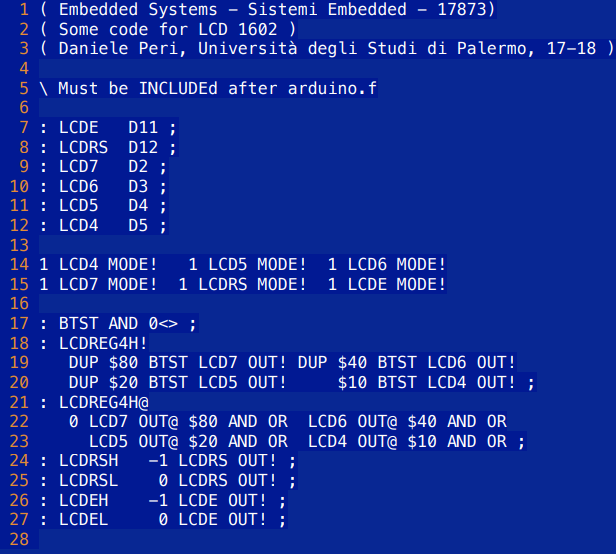 1 ( Embedded Systems - Sistemi Embedded - 17873)
2 ( Some code for LCD 1602 )
3 ( Daniele Peri, Università degli Studi di Palermo, 17-18 )
4
5 \ Must be INCLUDEd after arduino.f
6
7 : LCDE   D11 ;
8 : LCDRS  D12 ;
9 : LCD7   D2 ;
10 : LCD6   D3 ;
11 : LCD5   D4 ;
12 : LCD4   D5 ;
13
14 1 LCD4 MODE!   1 LCD5 MODE!  1 LCD6 MODE!
15 1 LCD7 MODE!  1 LCDRS MODE!  1 LCDE MODE!
16
17 : BTST AND 0<> ;
18 : LCDREG4H!
19    DUP $80 BTST LCD7 OUT! DUP $40 BTST LCD6 OUT!
20    DUP $20 BTST LCD5 OUT!     $10 BTST LCD4 OUT! ;
21 : LCDREG4H@
22    0 LCD7 OUT@ $80 AND OR  LCD6 OUT@ $40 AND OR
23      LCD5 OUT@ $20 AND OR  LCD4 OUT@ $10 AND OR ;
24 : LCDRSH   -1 LCDRS OUT! ;
25 : LCDRSL    0 LCDRS OUT! ;
26 : LCDEH    -1 LCDE OUT! ;
27 : LCDEL     0 LCDE OUT! ;
28